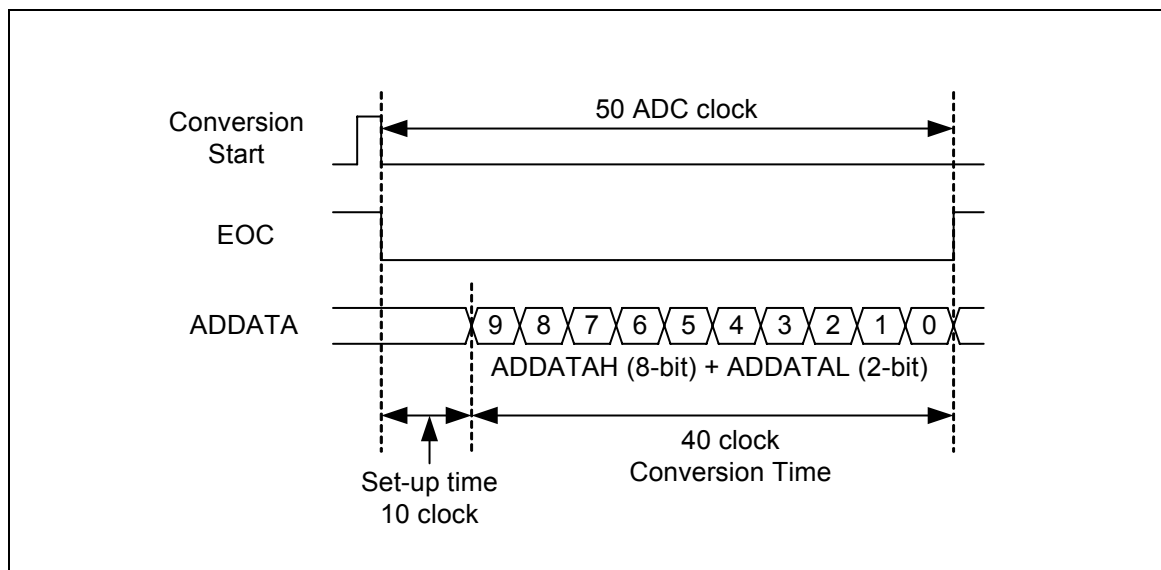 50 ADC clock
Conversion
Start
EOC
ADDATA
9 8 7 6 5 4 3 2 1 0
ADDATAH (8-bit) + ADDATAL (2-bit)
40 clock
Conversion Time
Set-up time
10 clock